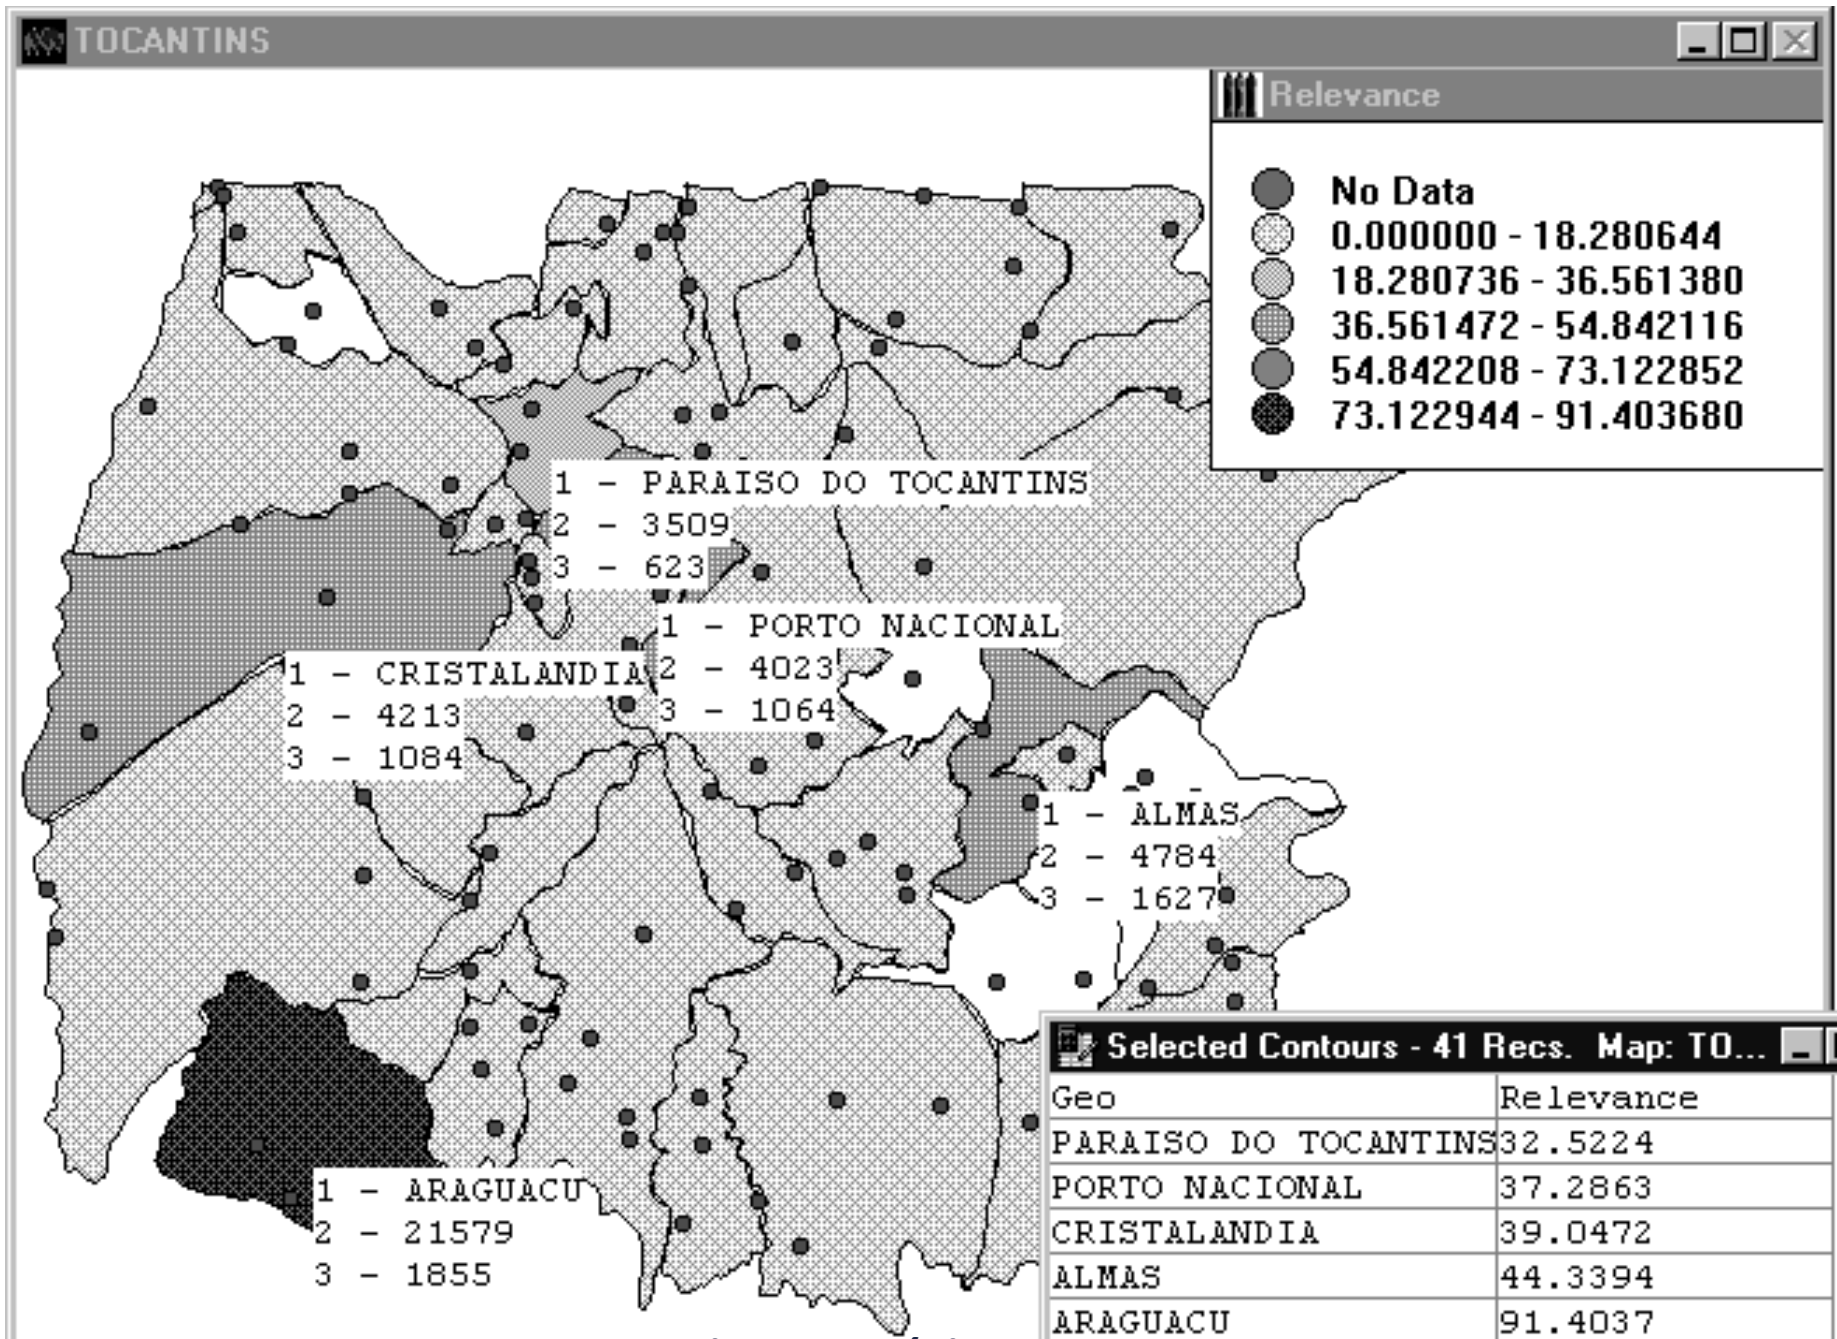 TOCANTINS
Relevance
No Data
0.000000 - 18.280644
18.280736 - 36.561380
36.561472 - 54.842116
54.842208 - 73.122852
73.122944 - 91.403680
1 - PARAISO DO TOCANTINS
2 - 3509
3 - 623
1 - PORTO NACIONAL
2 - 4023
3 - 1064
1 - CRISTALANDIA
2 - 4213
3 - 1084
1 - ALMAS
2 - 4784
3 - 1627
1 - ARAGUACU
2 - 21579
3 - 1855
Selected Contours - 41 Recs. Map: TO...
Geo Relevance
PARAISO DO TOCANTINS 32.5224
PORTO NACIONAL 37.2863
CRISTALANDIA 39.0472
ALMAS 44.3394
ARAGUACU 91.4037